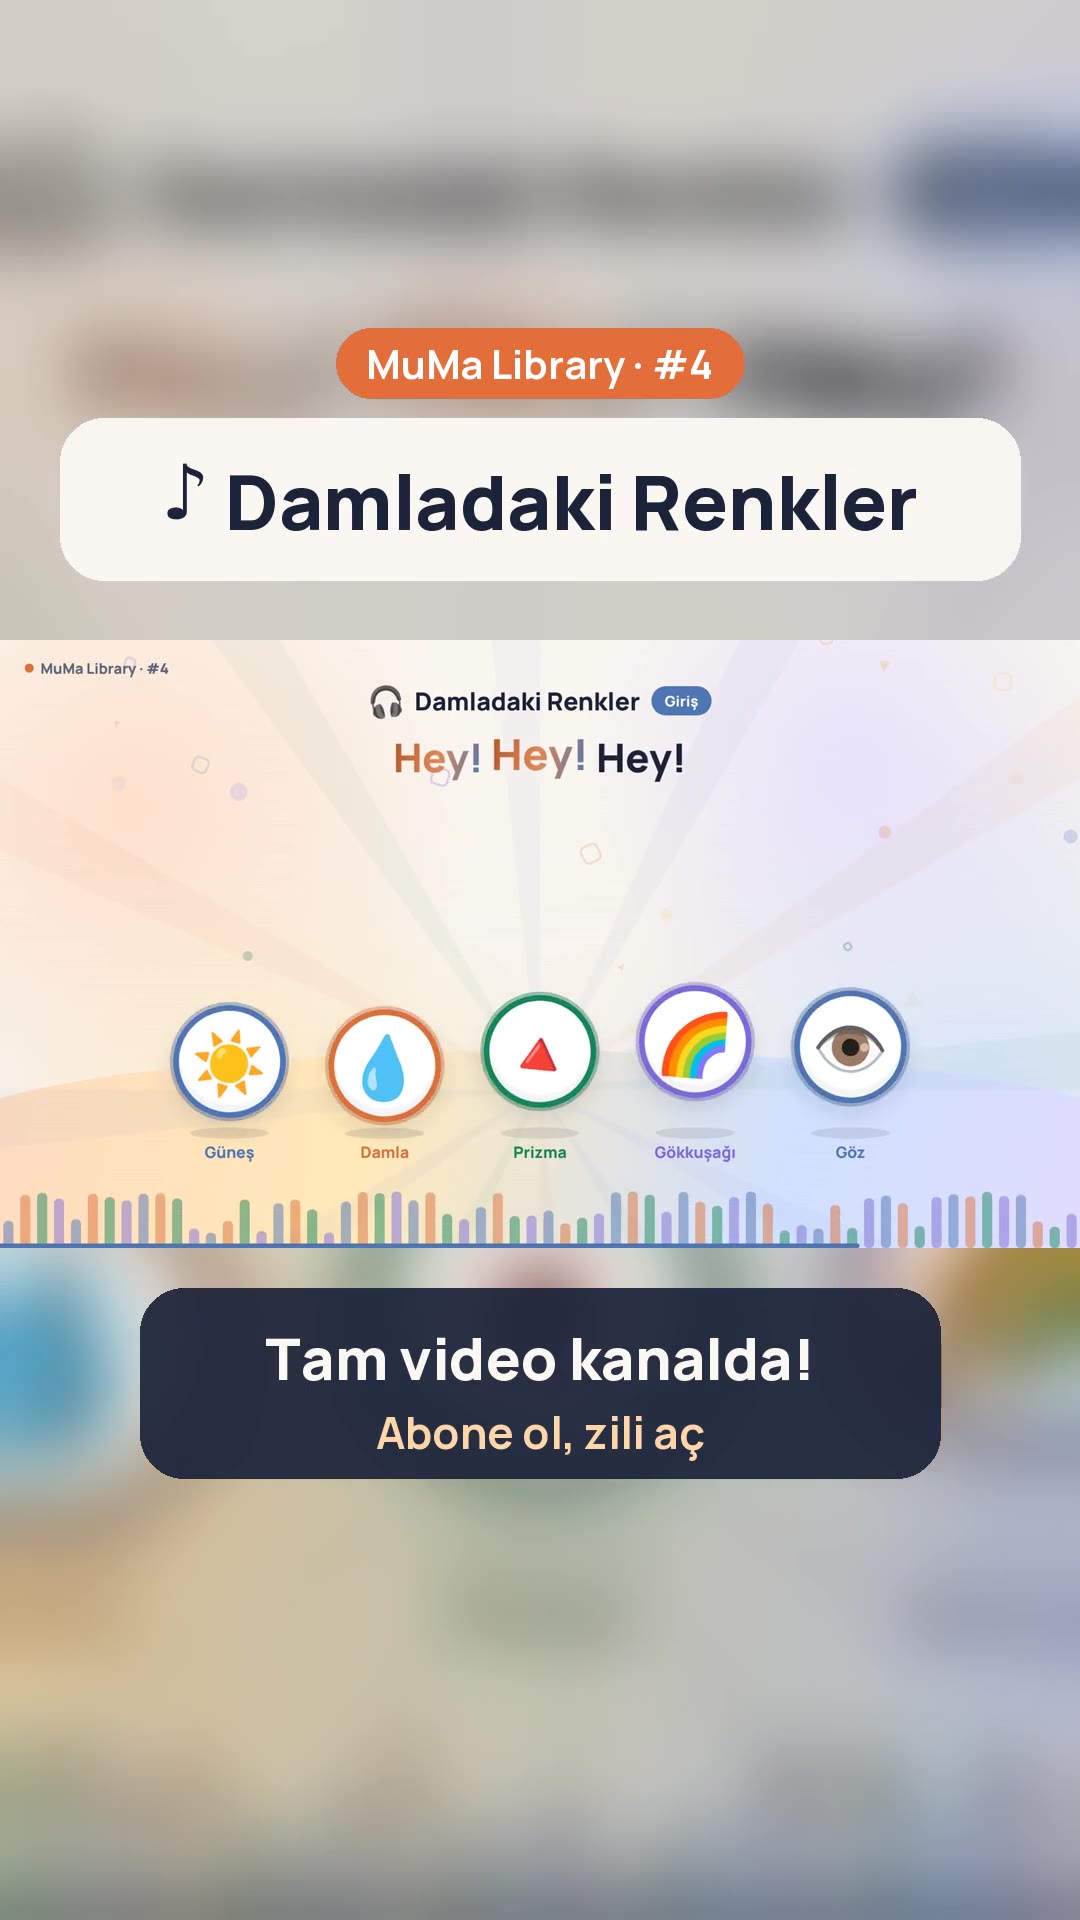 MuMa Library · #4
♪ Damladaki Renkler
MuMa Library · #4
Damladaki Renkler Giriş
Hey! Hey! Hey!
Güneş Damla Prizma Gökkuşağı Göz
Tam video kanalda!
Abone ol, zili aç